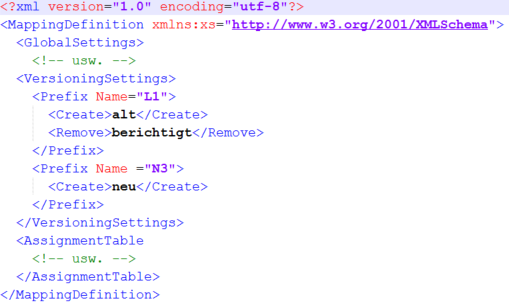 <?xml version="1.0" encoding="utf-8"?>
<MappingDefinition xmlns:xs="http://www.w3.org/2001/XMLSchema">
  <GlobalSettings>
    <!-- usw. -->
  <VersioningSettings>
    <Prefix Name="L1">
      <Create>alt</Create>
      <Remove>berichtigt</Remove>
    </Prefix>
    <Prefix Name ="N3">
      <Create>neu</Create>
    </Prefix>
  </VersioningSettings>
  <AssignmentTable
    <!-- usw. -->
  </AssignmentTable>
</MappingDefinition>